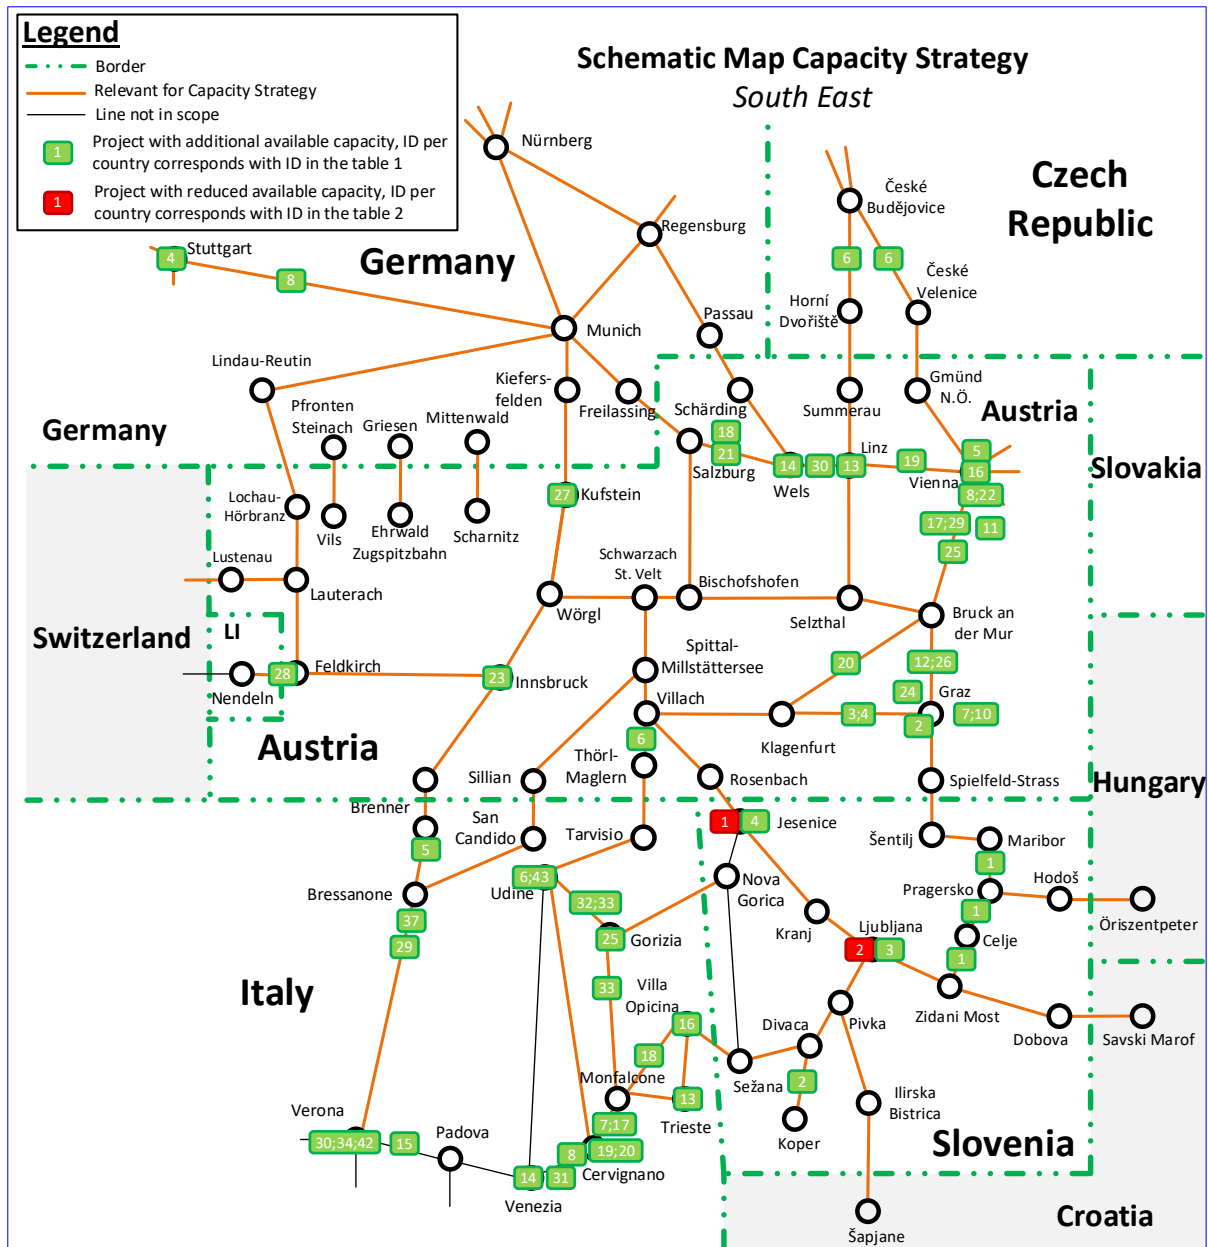 Legend
Border
Relevant for Capacity Strategy
Line not in scope
1
Project with additional available capacity, ID per
country corresponds with ID in the table 1
1
Project with reduced available capacity, ID per
country corresponds with ID in the table 2
Schematic Map Capacity Strategy
South East
Nürnberg
Czech
Republic
České
Budějovice
Regensburg
Stuttgart
4
8
Germany
6
6
České
Velenice
Horní
Dvořiště
Passau
Munich
Lindau-Reutin
Kiefers-
felden
Freilassing
Schärding
Summerau
Gmünd
N.Ö.
Austria
Pfronten
Steinach
Griesen
Mittenwald
Germany
18
21
Salzburg
14
Wels
30
13
Linz
19
Vienna
5
16
8;22
Slovakia
17;29
11
25
Lochau-
Hörbranz
Vils
Ehrwald
Zugspitzbahn
Scharnitz
27
Kufstein
Lustenau
Lauterach
Schwarzach
St. Velt
Bischofshofen
Wörgl
Selzthal
Bruck an
der Mur
Switzerland
LI
Nendeln
28
Feldkirch
23
Innsbruck
Spittal-
Millstättersee
20
12;26
24
Graz
7;10
2
3;4
Villach
Klagenfurt
6
Austria
Thörl-
Maglern
Sillian
Rosenbach
Spielfeld-Strass
Hungary
Brenner
San
Candido
Tarvisio
1
4
Jesenice
Šentilj
Maribor
1
5
Bressanone
6;43
Udine
Nova
Gorica
Pragersko
Hodoš
Öriszentpeter
37
29
32;33
25
Gorizia
Kranj
Ljubljana
2
3
1
Celje
1
Italy
33
Villa
Opicina
16
Divaca
Pivka
Zidani Most
Dobova
Savski Marof
18
Monfalcone
13
Trieste
Sežana
2
Koper
Ilirska
Bistrica
Slovenia
Verona
30;34;42
15
Padova
7;17
19;20
8
Cervignano
14
31
Venezia
Šapjane
Croatia